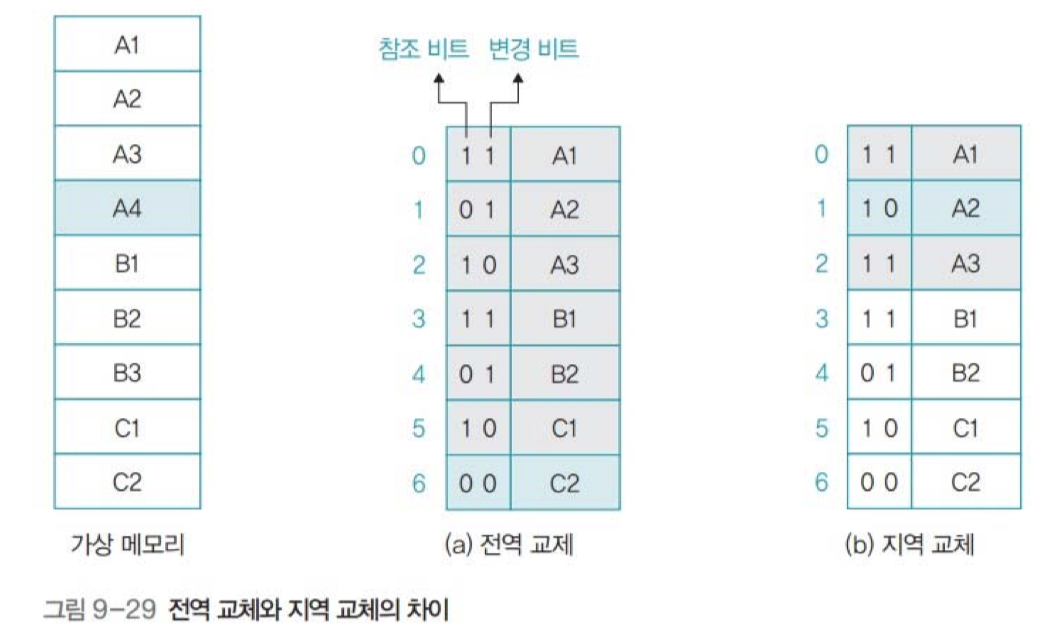 A1
A2
A3
A4
B1
B2
B3
C1
C2
가상 메모리
참조 비트 변경 비트
0 1 1 A1
1 0 1 A2
2 1 0 A3
3 1 1 B1
4 0 1 B2
5 1 0 C1
6 0 0 C2
(a) 전역 교제
0 1 1 A1
1 1 0 A2
2 1 1 A3
3 1 1 B1
4 0 1 B2
5 1 0 C1
6 0 0 C2
(b) 지역 교체
그림 9-29 전역 교체와 지역 교체의 차이